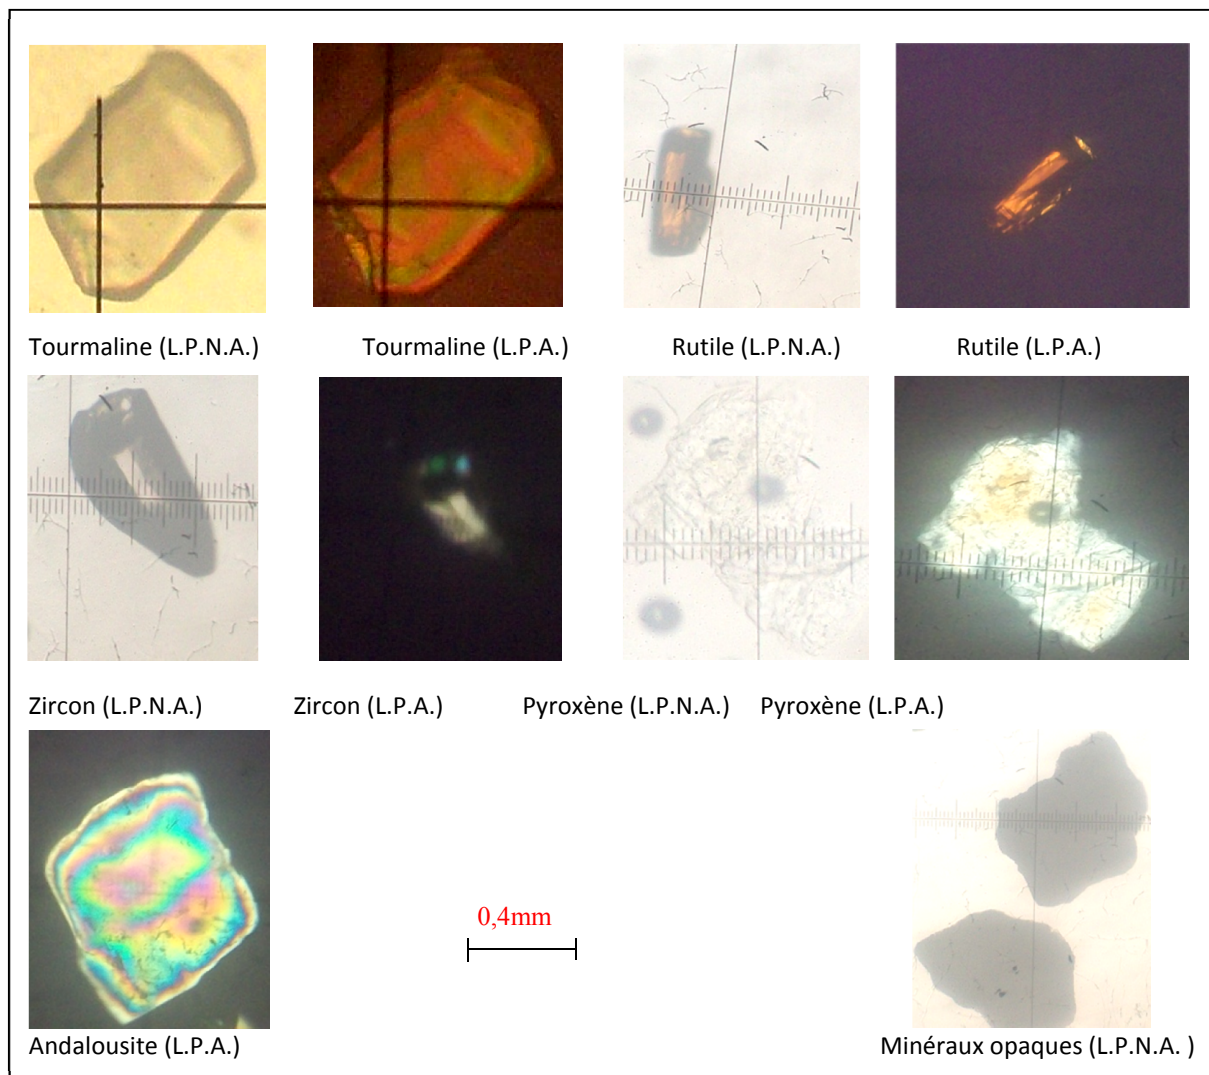 Tourmaline (L.P.N.A.) Tourmaline (L.P.A.) Rutile (L.P.N.A.) Rutile (L.P.A.)
Zircon (L.P.N.A.) Zircon (L.P.A.) Pyroxène (L.P.N.A.) Pyroxène (L.P.A.)
0,4mm
Andalousite (L.P.A.) Minéraux opaques (L.P.N.A. )